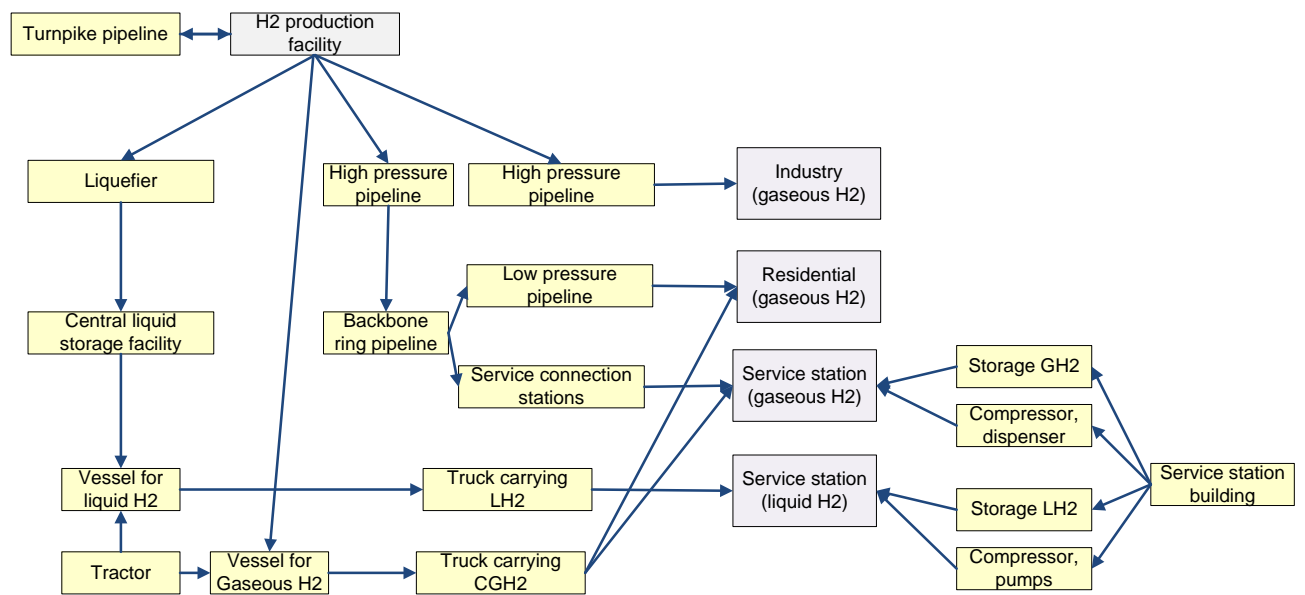 Turnpike pipeline
H2 production
facility
Liquefier
High pressure
pipeline
High pressure
pipeline
Industry
(gaseous H2)
Low pressure
pipeline
Residential
(gaseous H2)
Central liquid
storage facility
Backbone
ring pipeline
Service connection
stations
Service station
(gaseous H2)
Storage GH2
Compressor,
dispenser
Vessel for
liquid H2
Truck carrying
LH2
Service station
(liquid H2)
Storage LH2
Service station
building
Tractor
Vessel for
Gaseous H2
Truck carrying
CGH2
Compressor,
pumps